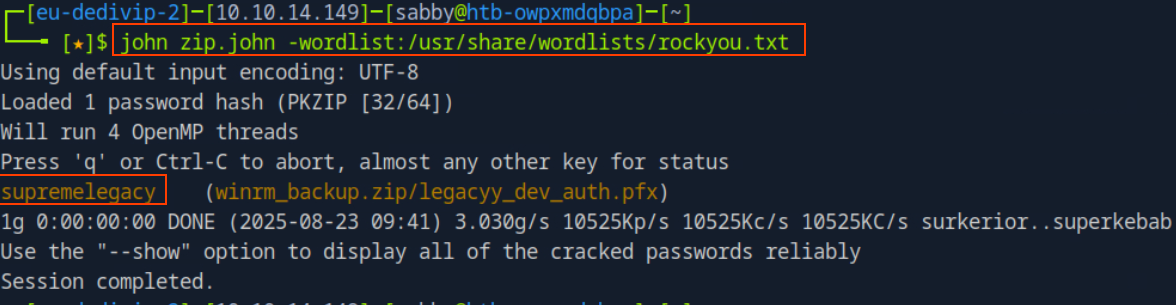 [eu-dedivip-2]─[10.10.14.149]─[sabby@htb-owpxmdqbpa]─[~]
[★]$ john zip.john -wordlist:/usr/share/wordlists/rockyou.txt
Using default input encoding: UTF-8
Loaded 1 password hash (PKZIP [32/64])
Will run 4 OpenMP threads
Press 'q' or Ctrl-C to abort, almost any other key for status
supremelegacy    (winrm_backup.zip/legacyy_dev_auth.pfx)
1g 0:00:00:00 DONE (2025-08-23 09:41) 3.030g/s 10525Kp/s 10525Kc/s 10525KC/s surkerior..superkebab
Use the "--show" option to display all of the cracked passwords reliably
Session completed.